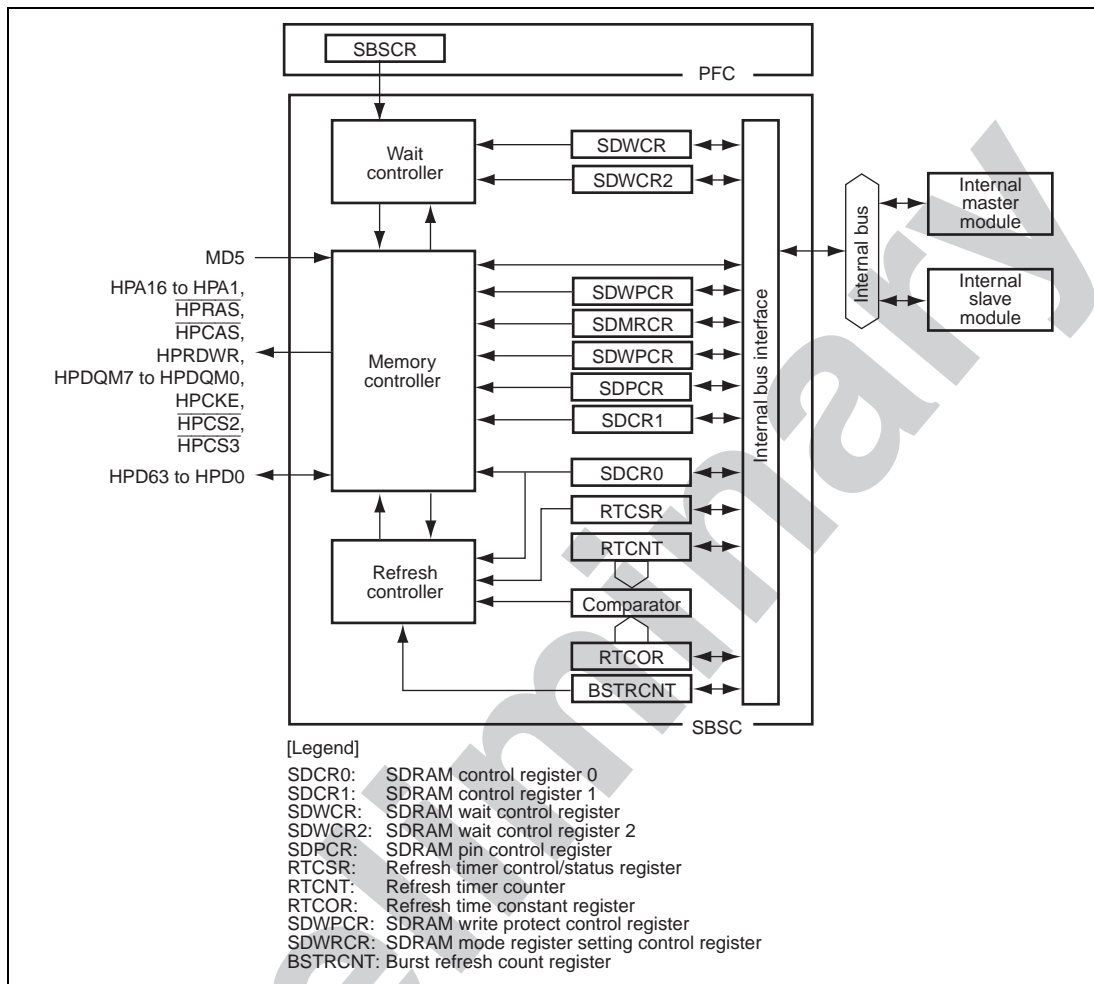 SBSCR
PFC
Wait
controller
SDWCR
SDWCR2
Internal
master
module
Internal bus
Internal
slave
module
MD5
HPA16 to HPA1,
HPRAS,
HPCAS,
HPRDWR,
HPDQM7 to HPDQM0,
HPCKE,
HPCS2,
HPCS3
HPD63 to HPD0
Memory
controller
SDWPCR
SDMRCR
SDWPCR
SDPCR
SDCR1
SDCR0
RTCSR
RTCNT
Comparator
RTCOR
BSTRCNT
Internal bus interface
Refresh
controller
SBSC
[Legend]
SDCR0: SDRAM control register 0
SDCR1: SDRAM control register 1
SDWCR: SDRAM wait control register
SDWCR2: SDRAM wait control register 2
SDPCR: SDRAM pin control register
RTCSR: Refresh timer control/status register
RTCNT: Refresh timer counter
RTCOR: Refresh time constant register
SDWPCR: SDRAM write protect control register
SDWRCR: SDRAM mode register setting control register
BSTRCNT: Burst refresh count register
eliminary